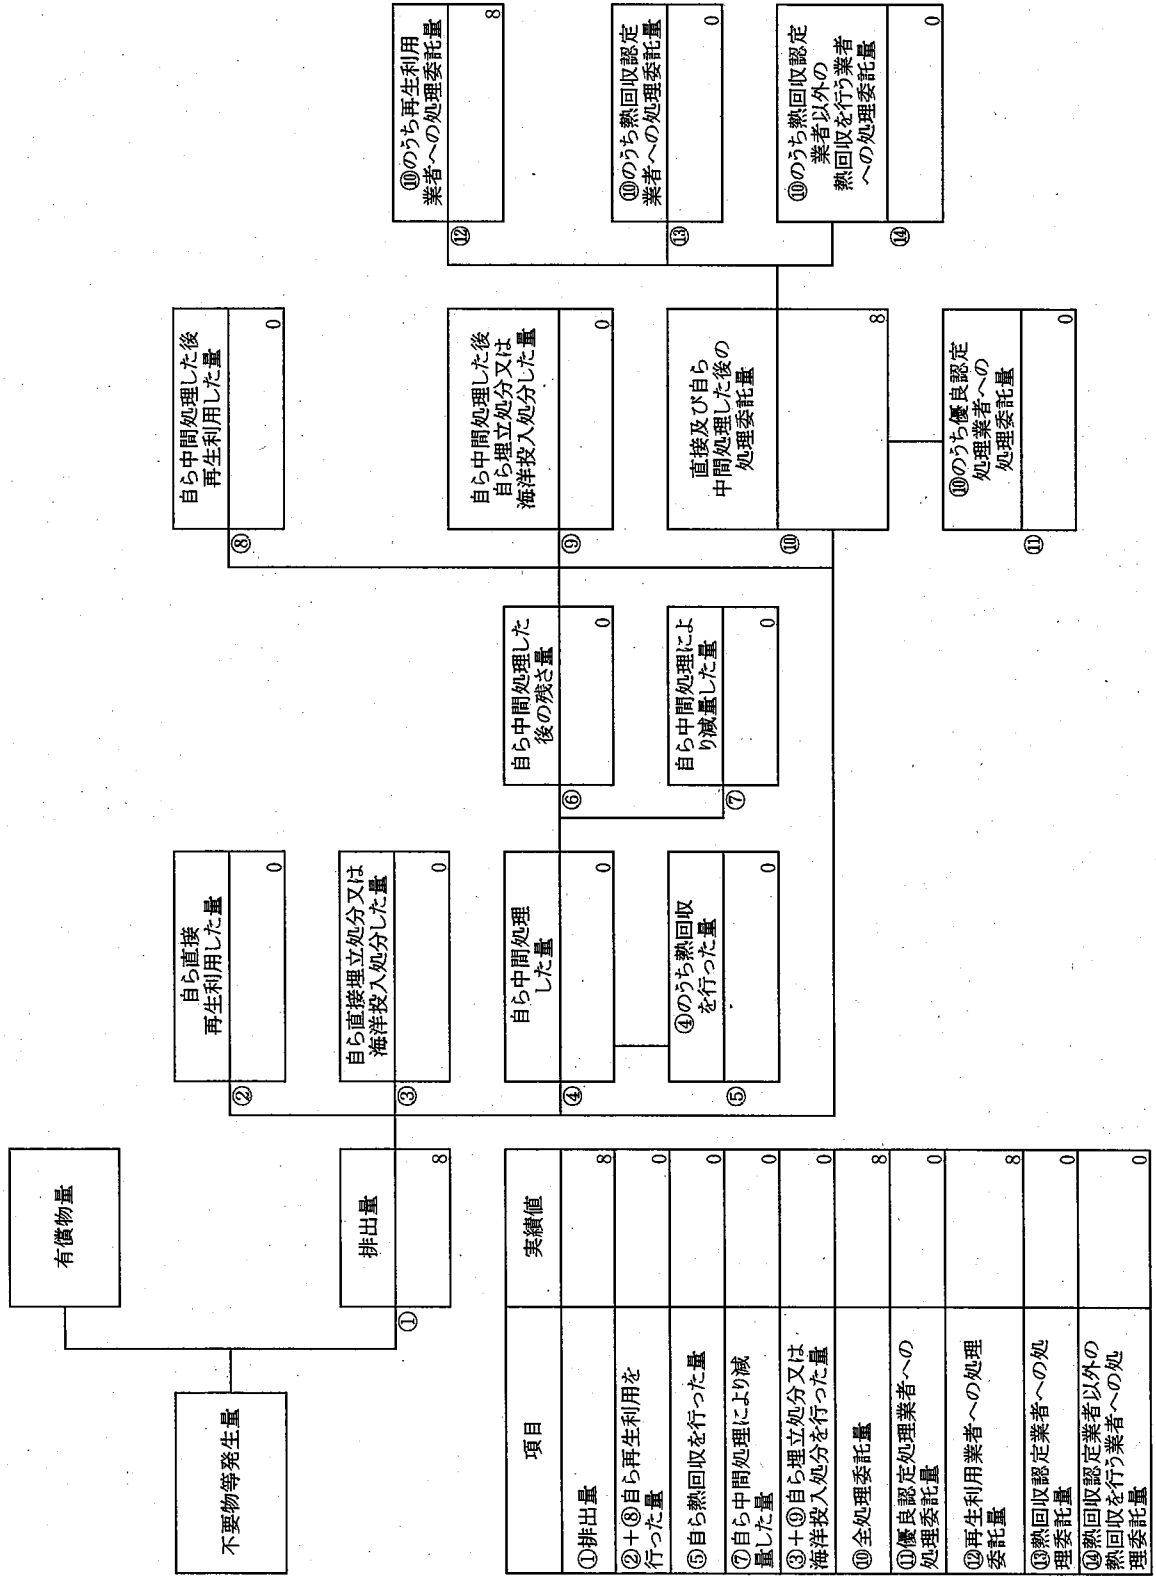 有償物量
不要物等発生量
①
排出量
8
②
自ら直接
再生利用した量
0
③
自ら直接埋立処分又は
海洋投入処分した量
0
④
自ら中間処理
した量
0
⑤
④のうち熱回収
を行った量
0
⑥
自ら中間処理した
後の残さ量
0
⑦
自ら中間処理によ
り減量した量
0
⑧
自ら中間処理した後
再生利用した量
0
⑨
自ら中間処理した後
自ら埋立処分又は
海洋投入処分した量
0
⑩
直接及び自ら
中間処理した後の
処理委託量
8
⑪
⑩のうち優良認定
処理業者への
処理委託量
0
⑫
⑩のうち再生利用
業者への処理委託量
8
⑬
⑩のうち熱回収認定
業者への処理委託量
0
⑭
⑩のうち熱回収認定
業者以外の
熱回収を行う業者
への処理委託量
0
項目 実績値
①排出量 8
②+⑧自ら再生利用を
行った量 0
⑤自ら熱回収を行った量 0
⑦自ら中間処理により減
量した量 0
③+⑨自ら埋立処分又は
海洋投入処分を行った量 0
⑩全処理委託量 8
⑪優良認定処理業者への
処理委託量 0
⑫再生利用業者への処理
委託量 8
⑬熱回収認定業者への処
理委託量 0
⑭熱回収認定業者以外の
熱回収を行う業者への処
理委託量 0